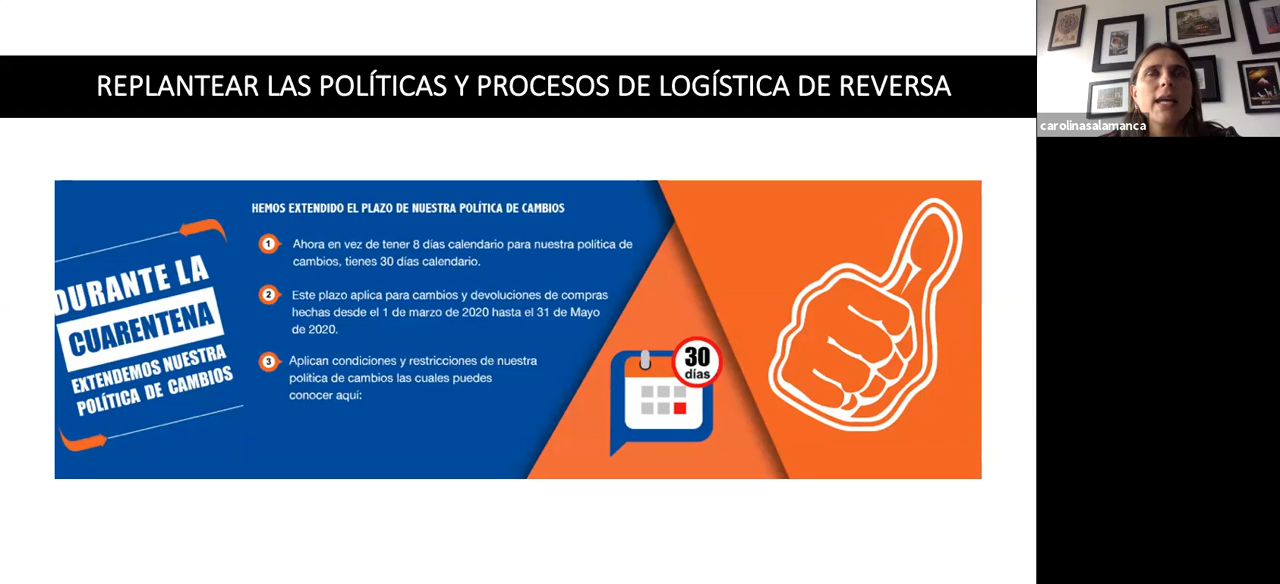 REPLANTEAR LAS POLÍTICAS Y PROCESOS DE LOGÍSTICA DE REVERSA
carolinasalamanca
DURANTE LA
CUARENTENA
EXTENDEMOS NUESTRA
POLÍTICA DE CAMBIOS
HEMOS EXTENDIDO EL PLAZO DE NUESTRA POLÍTICA DE CAMBIOS
1 Ahora en vez de tener 8 días calendario para nuestra política de
cambios, tienes 30 días calendario.
2 Este plazo aplica para cambios y devoluciones de compras
hechas desde el 1 de marzo de 2020 hasta el 31 de Mayo
de 2020.
3 Aplican condiciones y restricciones de nuestra
política de cambios las cuales puedes
conocer aquí:
30
días